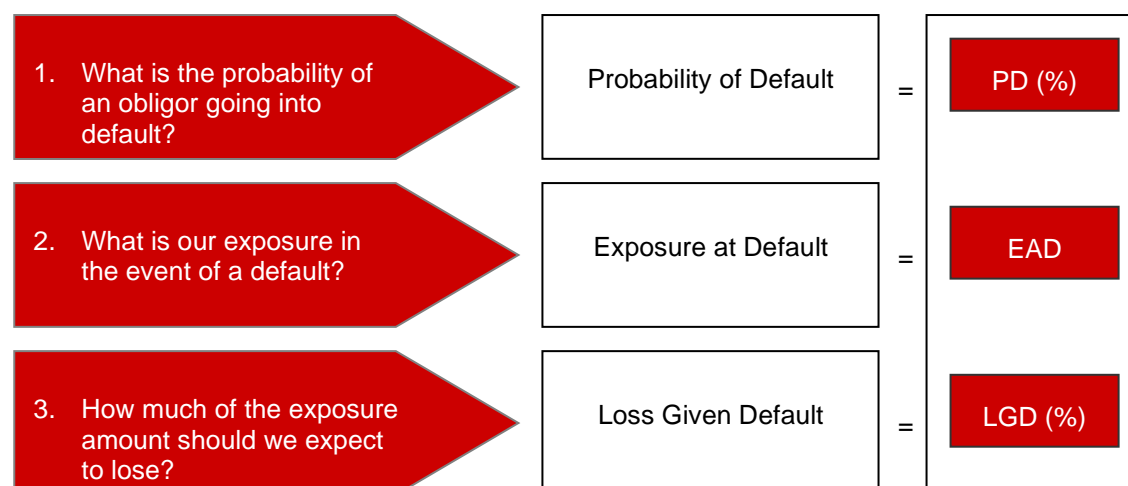 1. What is the probability of
an obligor going into
default?
Probability of Default
=
PD (%)
2. What is our exposure in
the event of a default?
Exposure at Default
=
EAD
3. How much of the exposure
amount should we expect
to lose?
Loss Given Default
=
LGD (%)